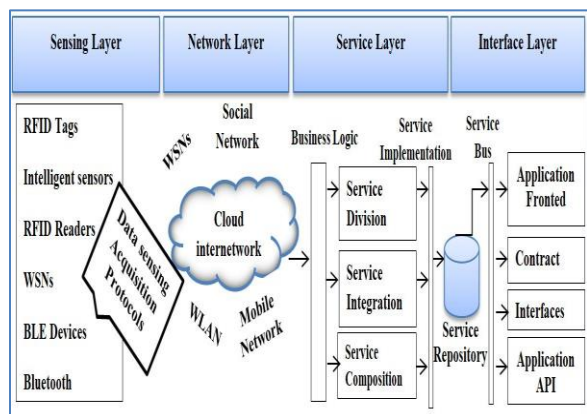 Sensing Layer
Network Layer
Service Layer
Interface Layer
RFID Tags
Intelligent sensors
RFID Readers
WSNs
BLE Devices
Bluetooth
Data sensing
Acquisition
Protocols
WSNs
Social
Network
Cloud
internetwork
WLAN
Mobile
Network
Business Logic
Service
Division
Service
Integration
Service
Composition
Service
Implementation
Service
Repository
Service
Bus
Application
Fronted
Contract
Interfaces
Application
API